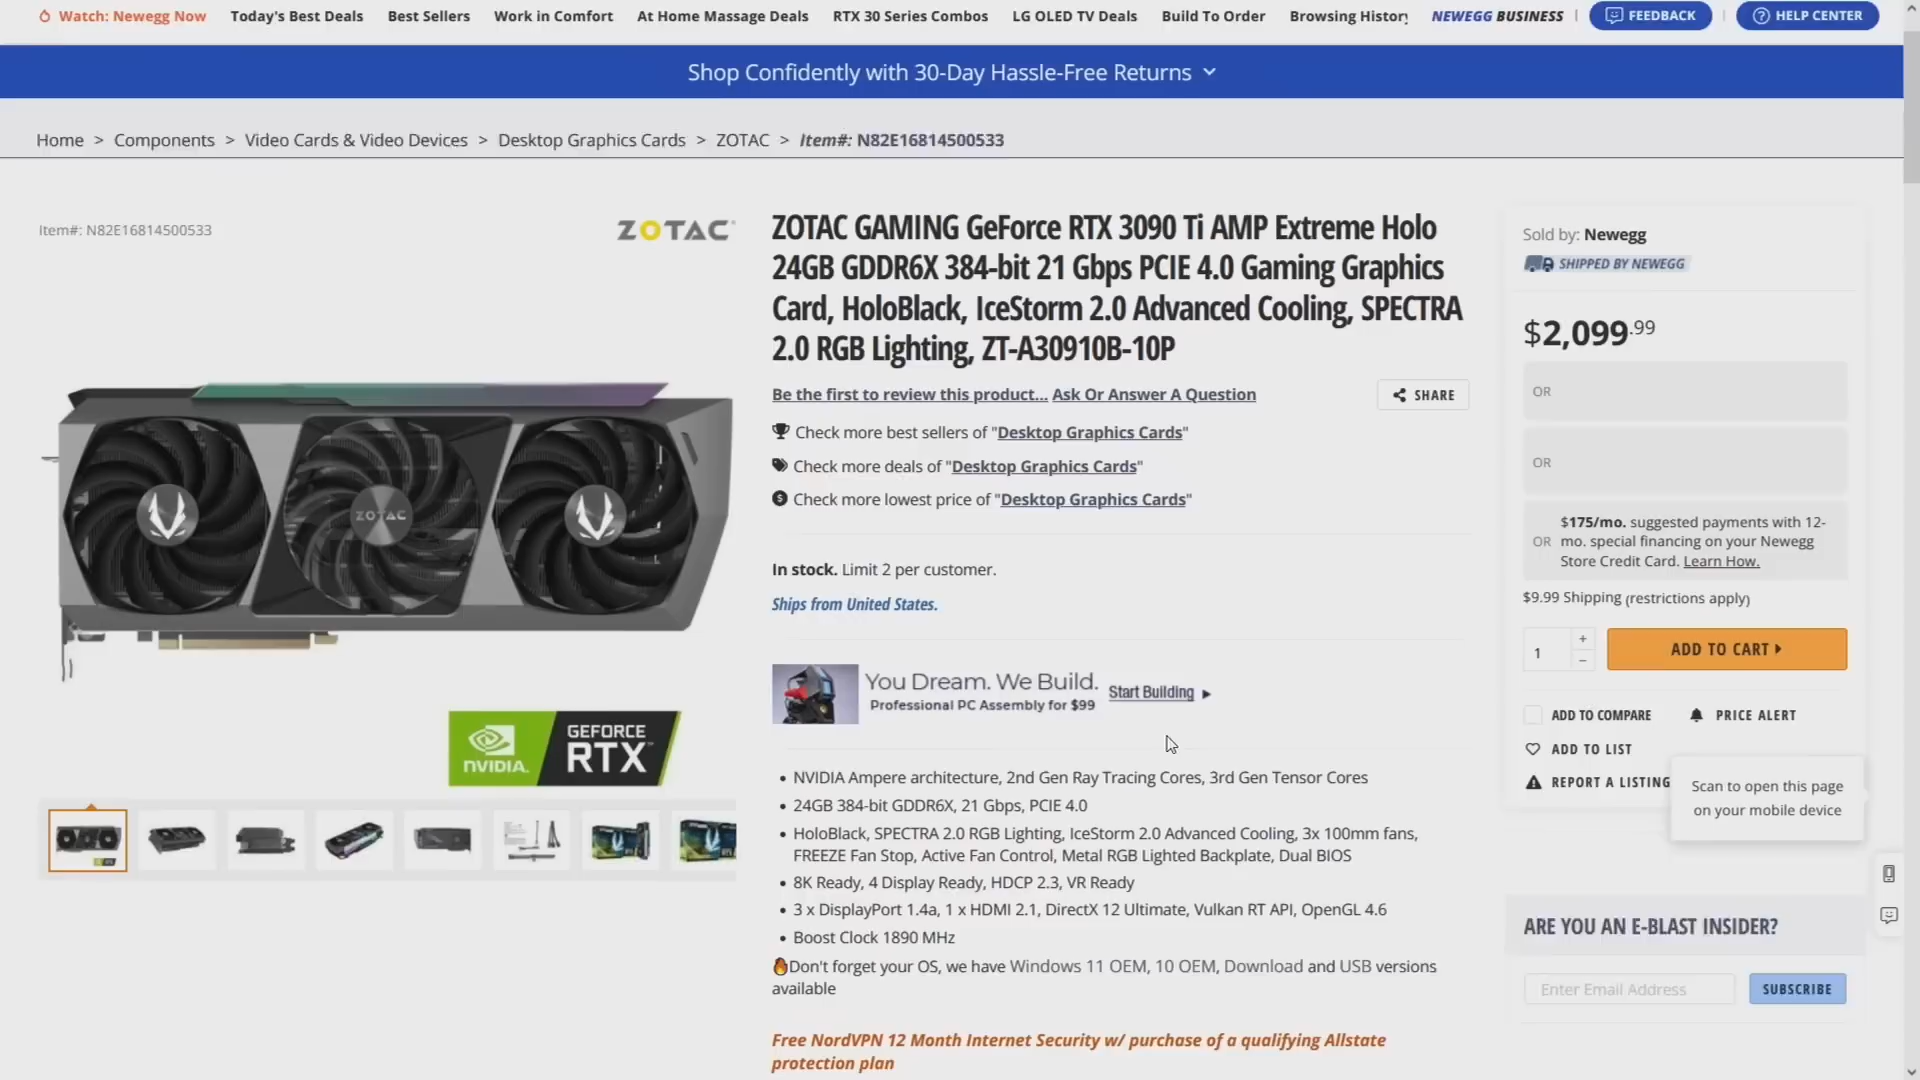 Watch: Newegg Now Today's Best Deals Best Sellers Work in Comfort At Home Massage Deals RTX 30 Series Combos LG OLED TV Deals Build To Order Browsing History NEWEGG BUSINESS FEEDBACK HELP CENTER
Shop Confidently with 30-Day Hassle-Free Returns
Home > Components > Video Cards & Video Devices > Desktop Graphics Cards > ZOTAC > Item#: N82E16814500533
Item#: N82E16814500533
ZOTAC
ZOTAC
NVIDIA.
GEFORCE
RTX
ZOTAC GAMING GeForce RTX 3090 Ti AMP Extreme Holo
24GB GDDR6X 384-bit 21 Gbps PCIE 4.0 Gaming Graphics
Card, HoloBlack, IceStorm 2.0 Advanced Cooling, SPECTRA
2.0 RGB Lighting, ZT-A30910B-10P
Be the first to review this product... Ask Or Answer A Question
SHARE
Check more best sellers of "Desktop Graphics Cards"
Check more deals of "Desktop Graphics Cards"
Check more lowest price of "Desktop Graphics Cards"
In stock. Limit 2 per customer.
Ships from United States.
You Dream. We Build.
Professional PC Assembly for $99
Start Building
• NVIDIA Ampere architecture, 2nd Gen Ray Tracing Cores, 3rd Gen Tensor Cores
• 24GB 384-bit GDDR6X, 21 Gbps, PCIE 4.0
• HoloBlack, SPECTRA 2.0 RGB Lighting, IceStorm 2.0 Advanced Cooling, 3x 100mm fans,
FREEZE Fan Stop, Active Fan Control, Metal RGB Lighted Backplate, Dual BIOS
• 8K Ready, 4 Display Ready, HDCP 2.3, VR Ready
• 3 x DisplayPort 1.4a, 1 x HDMI 2.1, DirectX 12 Ultimate, Vulkan RT API, OpenGL 4.6
• Boost Clock 1890 MHz
Don't forget your OS, we have Windows 11 OEM, 10 OEM, Download and USB versions
available
Free NordVPN 12 Month Internet Security w/ purchase of a qualifying Allstate
protection plan
Sold by: Newegg
SHIPPED BY NEWEGG
$2,099.99
OR
OR
OR
$175/mo. suggested payments with 12-
mo. special financing on your Newegg
Store Credit Card. Learn How.
$9.99 Shipping (restrictions apply)
1
+
−
ADD TO CART
ADD TO COMPARE
PRICE ALERT
ADD TO LIST
REPORT A LISTING
Scan to open this page
on your mobile device
ARE YOU AN E-BLAST INSIDER?
Enter Email Address
SUBSCRIBE